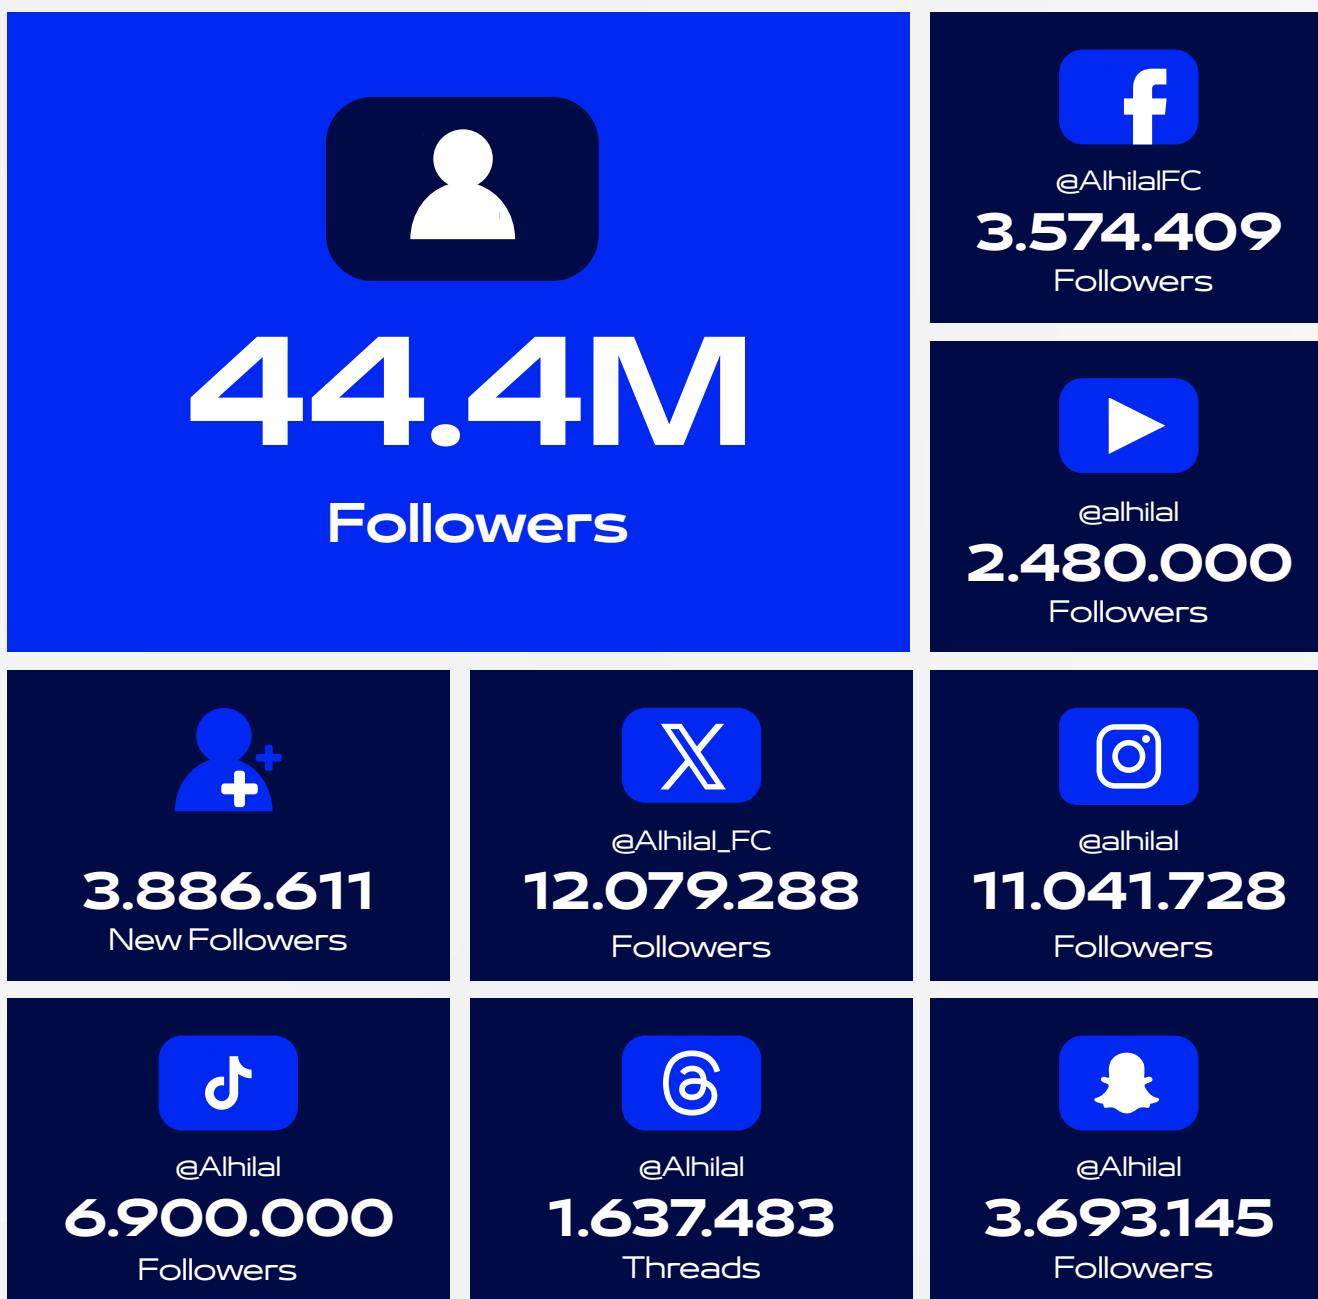 44.4M
Followers
@AlhilalFC
3.574.409
Followers
@alhilal
2.480.000
Followers
3.886.611
New Followers
@Alhilal_FC
12.079.288
Followers
@alhilal
11.041.728
Followers
@Alhilal
6.900.000
Followers
@Alhilal
1.637.483
Threads
@Alhilal
3.693.145
Followers